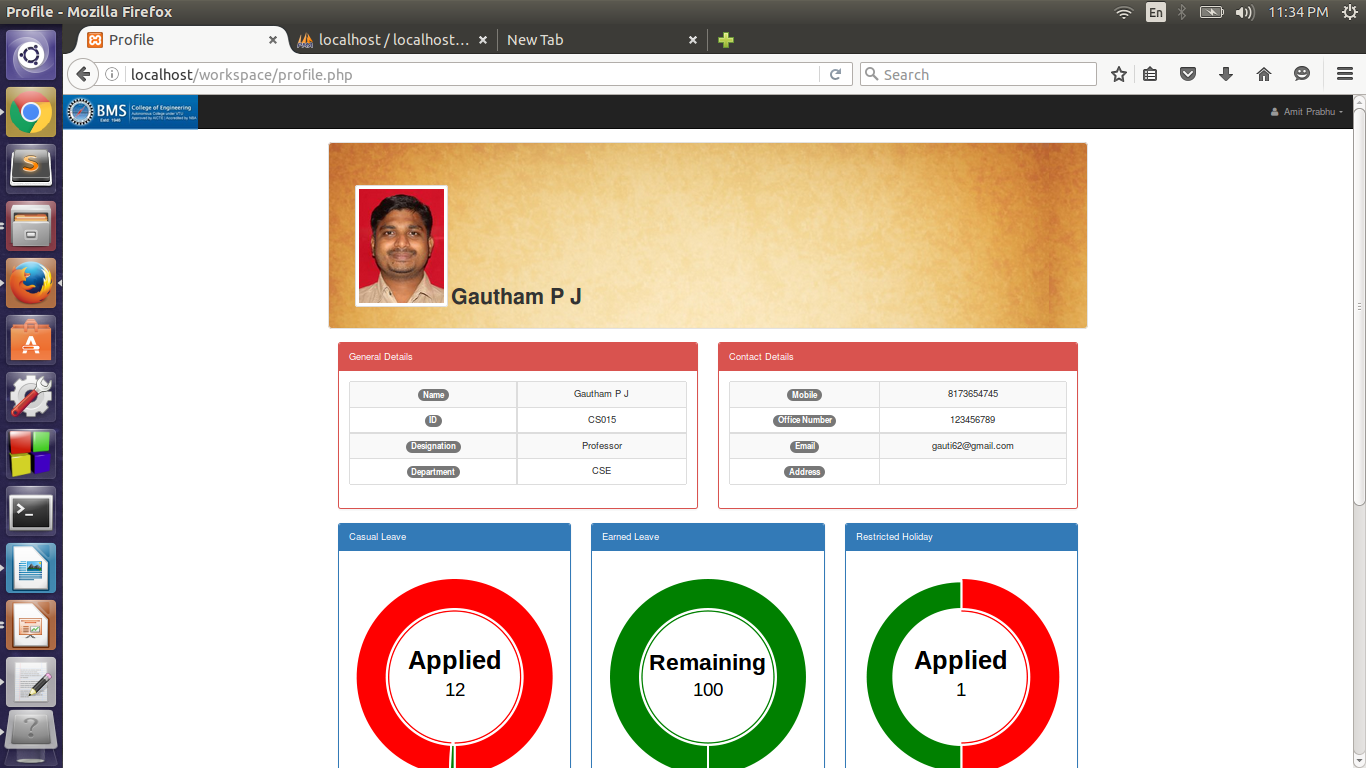 Profile - Mozilla Firefox
En
11:34 PM
Profile
localhost / localhost...
New Tab
localhost/workspace/profile.php
Search
BMS
College of Engineering
Autonomous College under VTU
Approved by AICTE | Accredited by NBA
Estd. 1946
Amit Prabhu
Gautham P J
General Details
Name Gautham P J
ID CS015
Designation Professor
Department CSE
Contact Details
Mobile 8173654745
Office Number 123456789
Email gauti62@gmail.com
Address
Casual Leave
Applied
12
Earned Leave
Remaining
100
Restricted Holiday
Applied
1